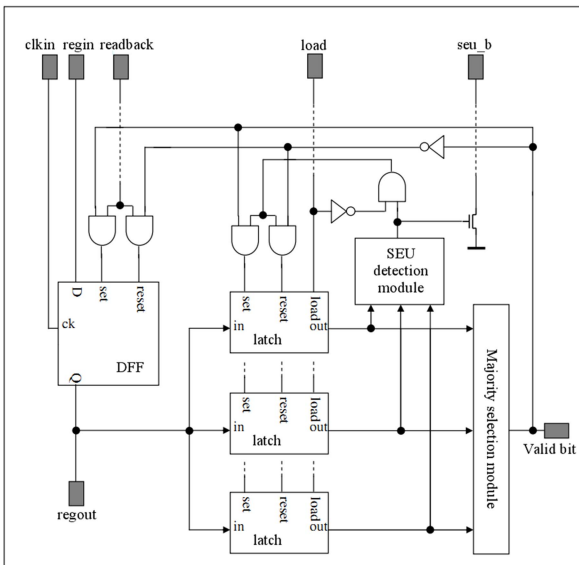 clkin regin readback load seu_b
SEU
detection
module
D set reset
ck
DFF
Q
set reset load
in out
latch
set reset load
in out
latch
set reset load
in out
latch
Majority selection module
Valid bit
regout